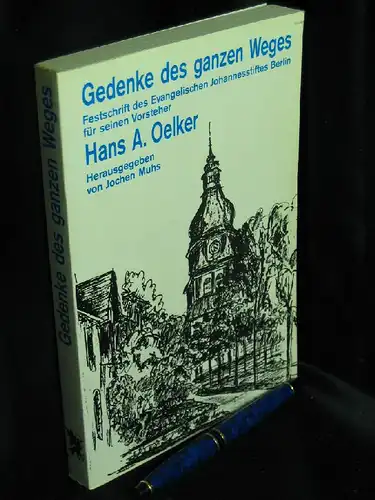 Gedenke des ganzen Weges
Festschrift des Evangelischen Johannesstiftes Berlin
für seinen Vorsteher
Hans A. Oelker
Herausgegeben
von Jochen Muhs
Gedenke des ganzen Weges